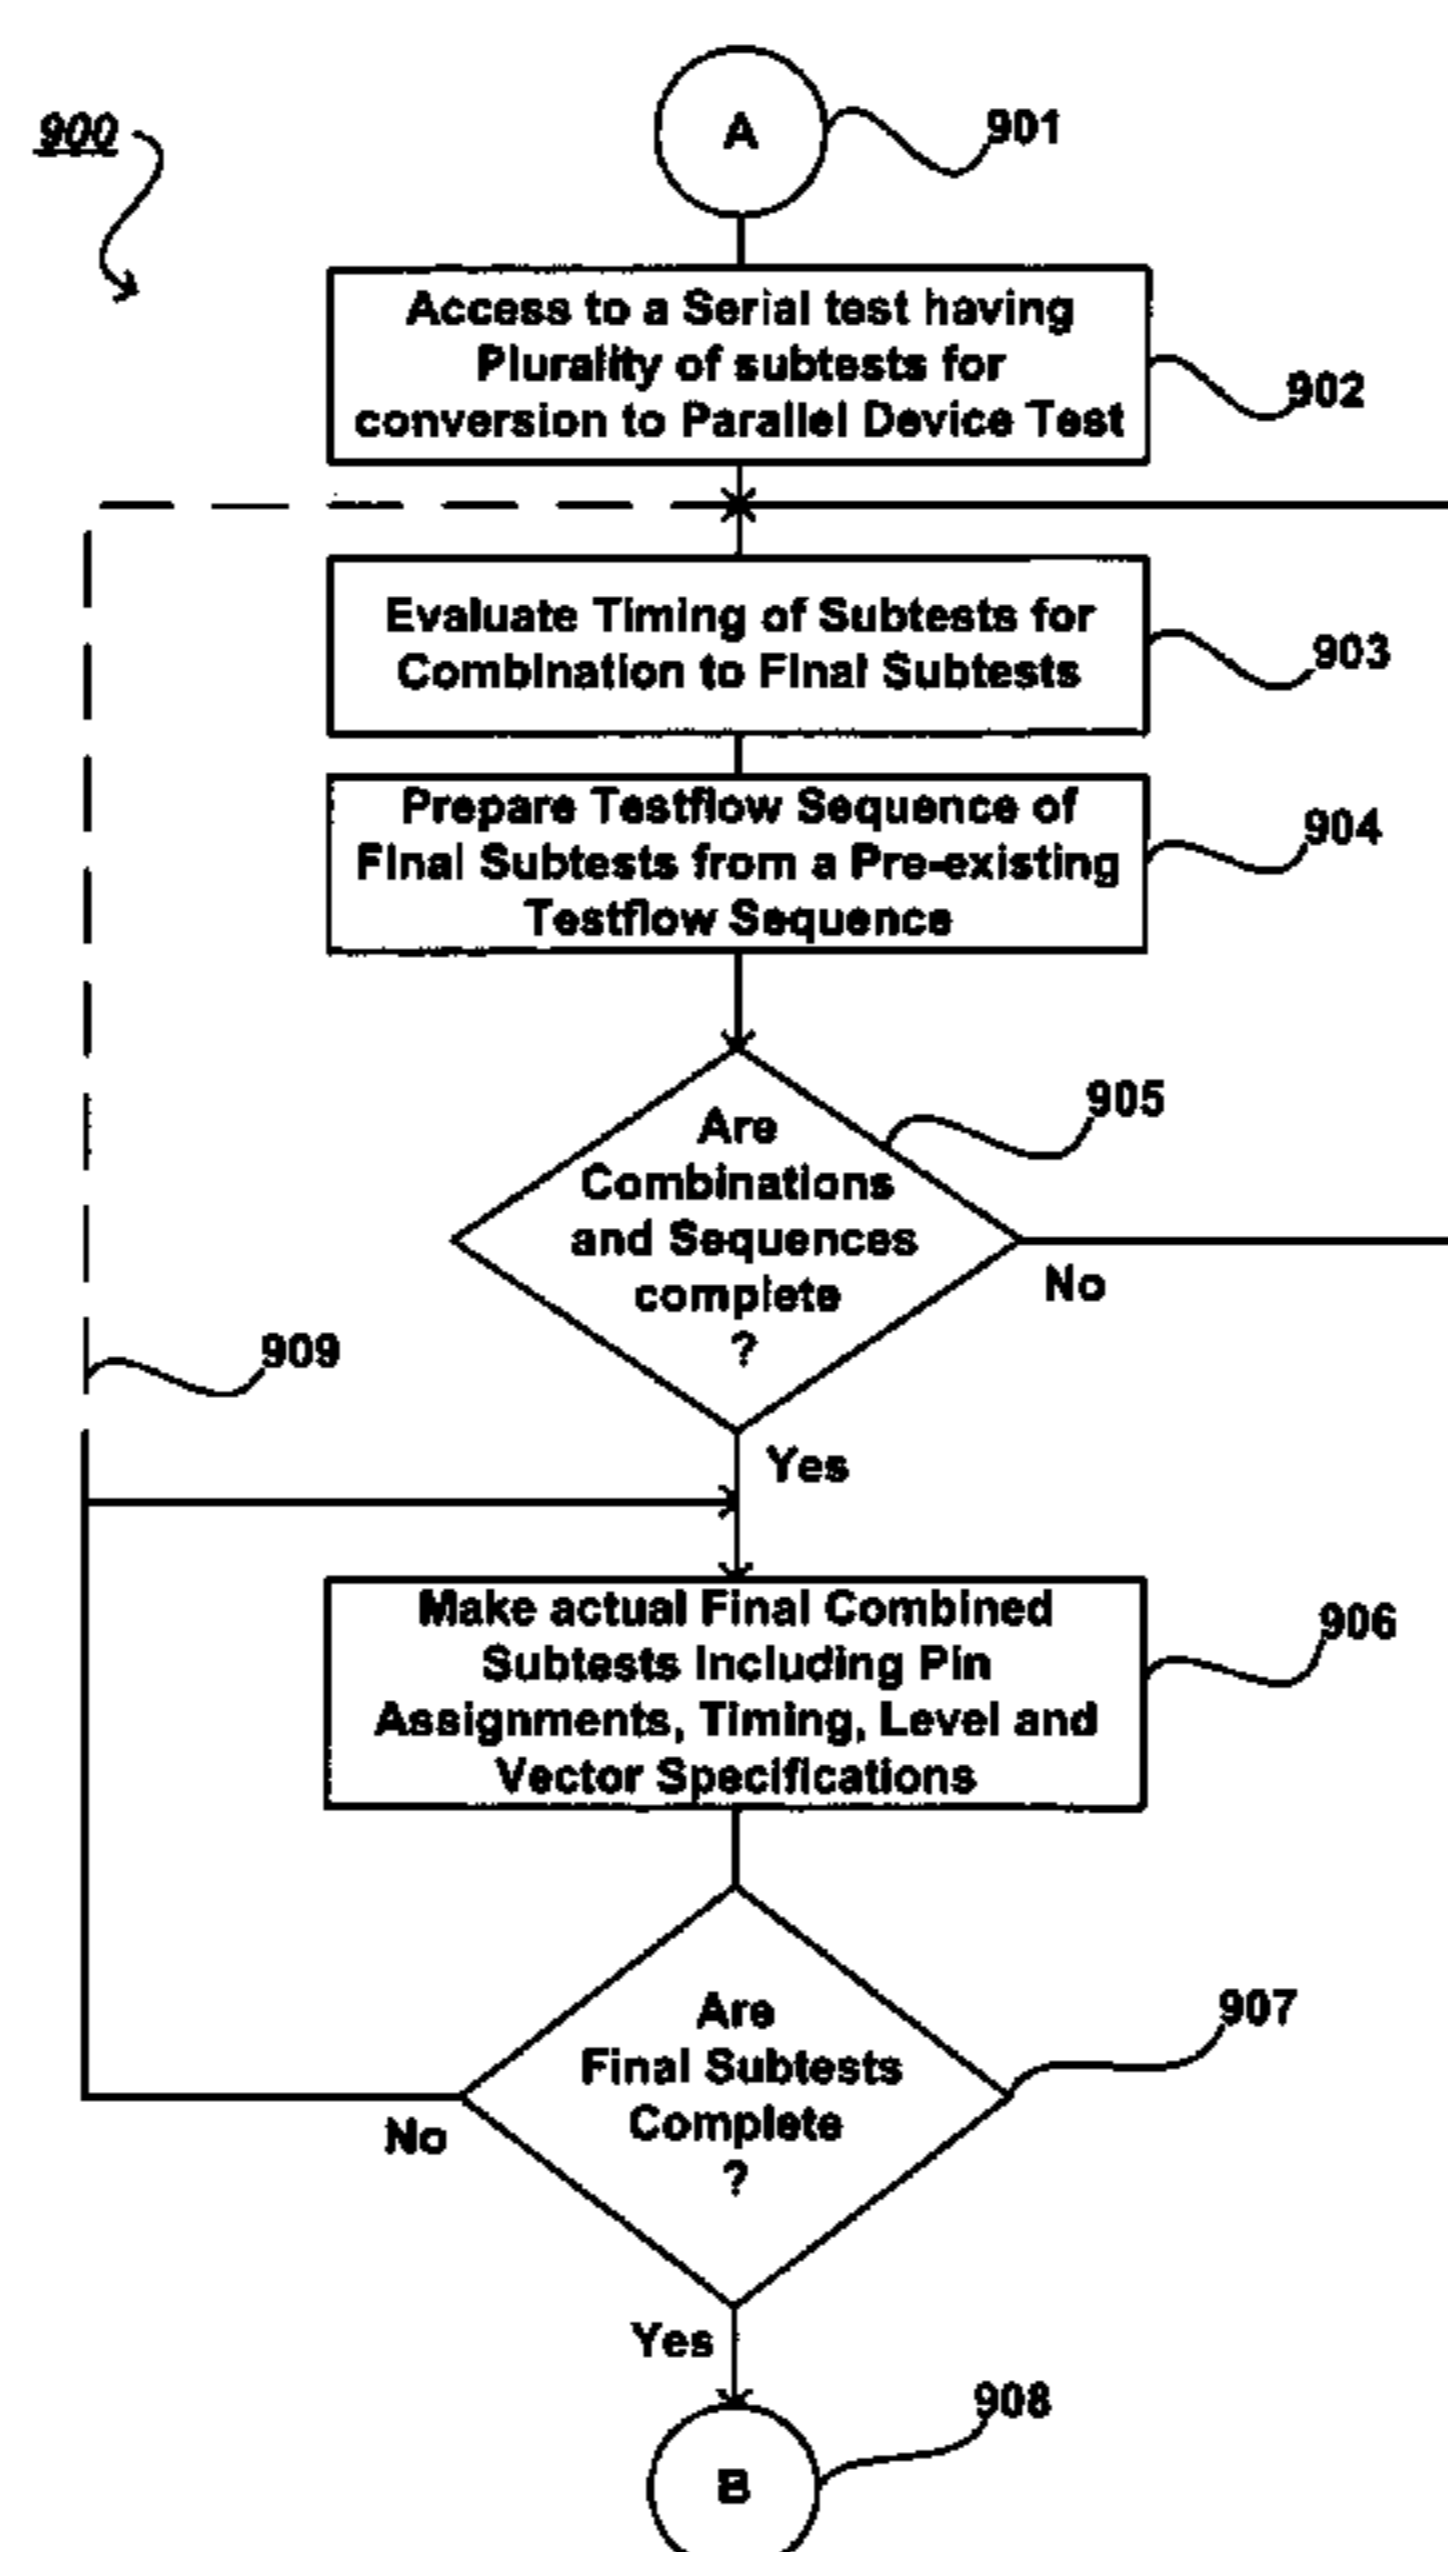 900
A
901
Access to a Serial test having
Plurality of subtests for
conversion to Parallel Device Test
902
Evaluate Timing of Subtests for
Combination to Final Subtests
903
Prepare Testflow Sequence of
Final Subtests from a Pre-existing
Testflow Sequence
904
Are
Combinations
and Sequences
complete
?
905
No
909
Yes
Make actual Final Combined
Subtests Including Pin
Assignments, Timing, Level and
Vector Specifications
906
Are
Final Subtests
Complete
?
907
No
Yes
B
908